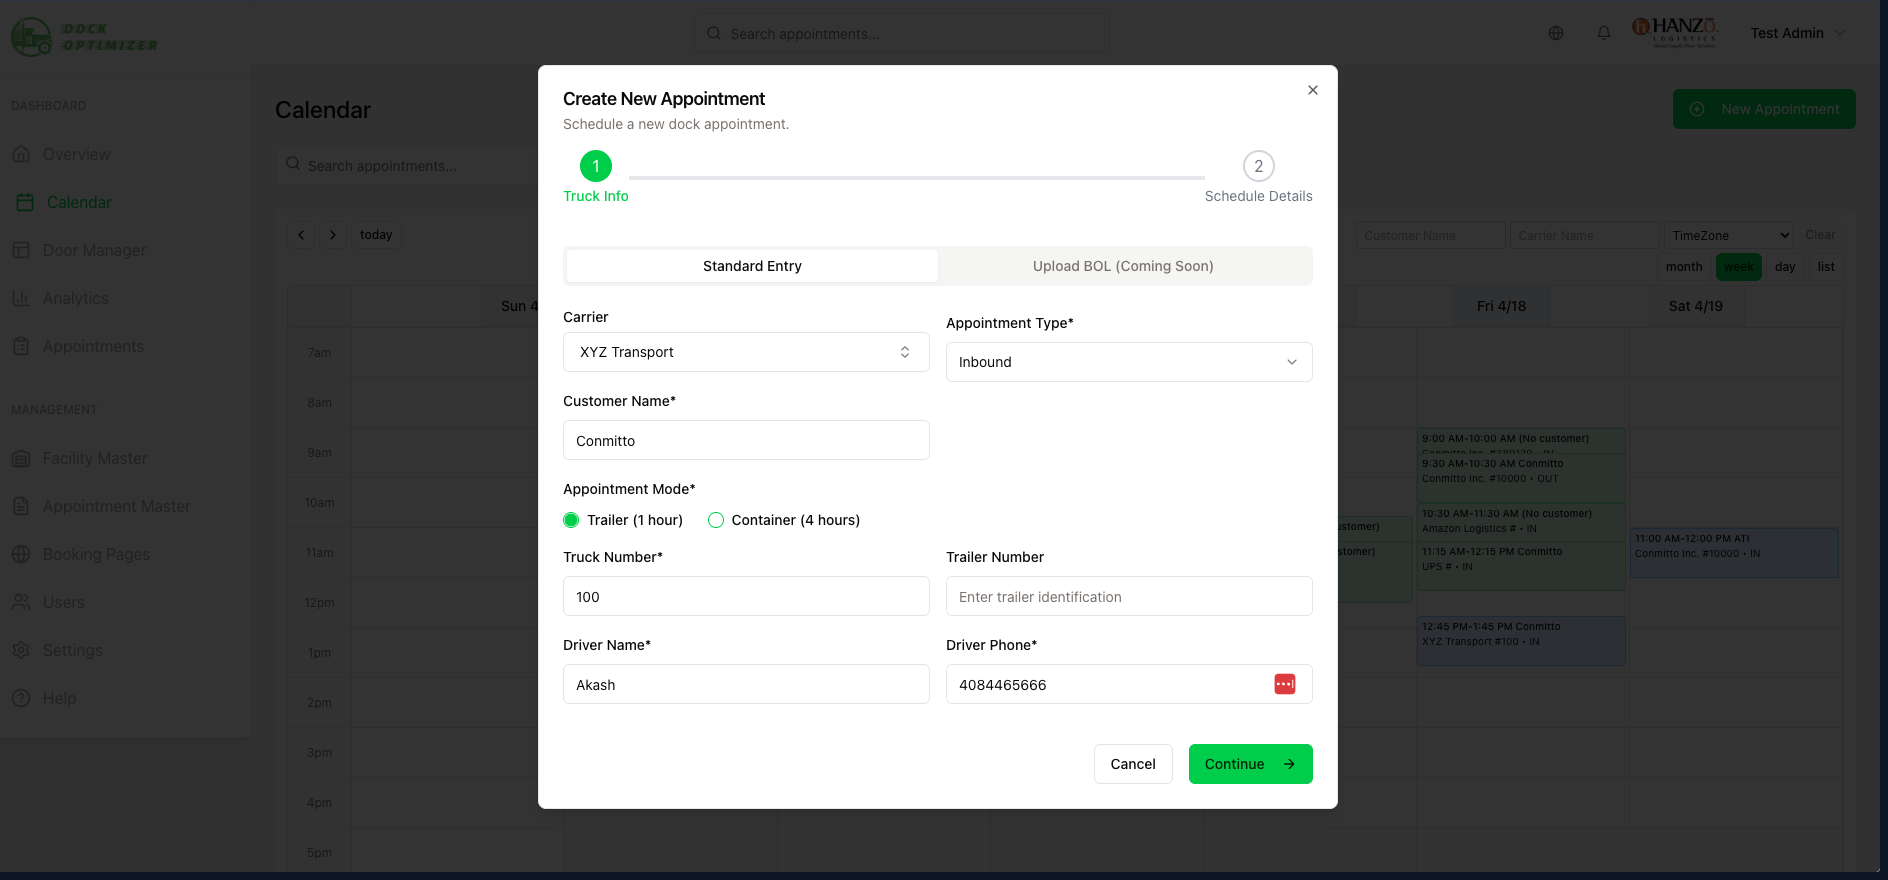 DOCK
OPTIMIZER
Search appointments...
HANZO
LOGISTICS
Test Admin
DASHBOARD
Overview
Calendar
Door Manager
Analytics
Appointments
MANAGEMENT
Facility Master
Appointment Master
Booking Pages
Users
Settings
Help
Calendar
New Appointment
Search appointments...
today
Customer Name
Carrier Name
TimeZone
Clear
month
week
day
list
Sun 4
Fri 4/18
Sat 4/19
7am
8am
9am
10am
11am
12pm
1pm
2pm
3pm
4pm
5pm
ustomer)
stomer)
9:00 AM-10:00 AM (No customer)
9:30 AM-10:30 AM Conmitto
Conmitto Inc. #10000 • OUT
10:30 AM-11:30 AM (No customer)
Amazon Logistics # • IN
11:15 AM-12:15 PM Conmitto
UPS # • IN
12:45 PM-1:45 PM Conmitto
XYZ Transport #100 • IN
11:00 AM-12:00 PM ATI
Conmitto Inc. #10000 • IN
Create New Appointment
Schedule a new dock appointment.
1
Truck Info
2
Schedule Details
Standard Entry
Upload BOL (Coming Soon)
Carrier
XYZ Transport
Appointment Type*
Inbound
Customer Name*
Conmitto
Appointment Mode*
Trailer (1 hour)
Container (4 hours)
Truck Number*
100
Trailer Number
Enter trailer identification
Driver Name*
Akash
Driver Phone*
4084465666
Cancel
Continue